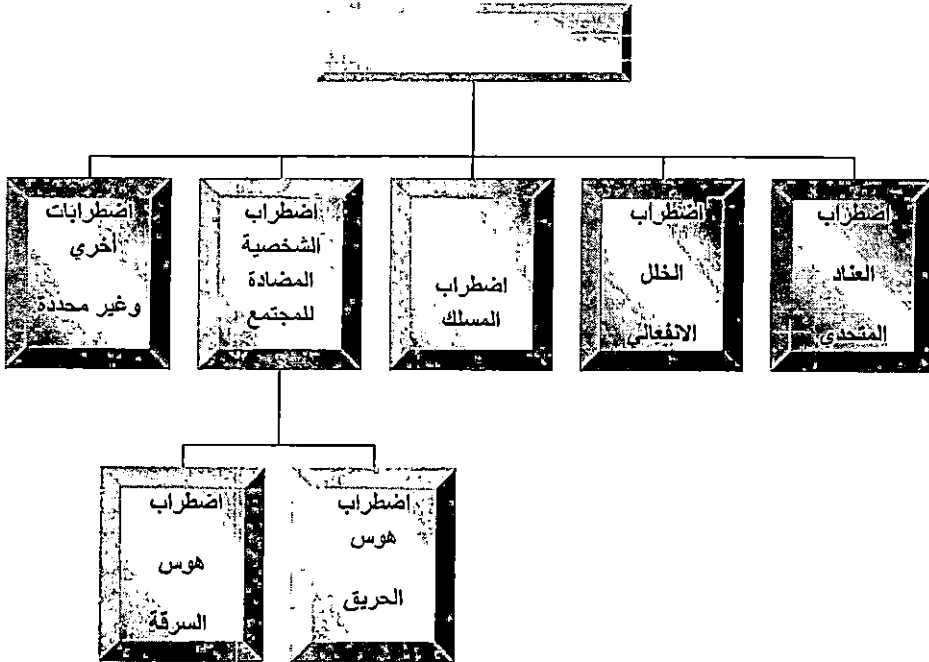 اضطراب
العناد
المتحدي
اضطراب
الخلل
الانفعالي
اضطراب
المسلك
اضطراب
الشخصية
المضادة
للمجتمع
اضطرابات
أخري
وغير محددة
اضطراب
هوس
الحريق
اضطراب
هوس
السرقة